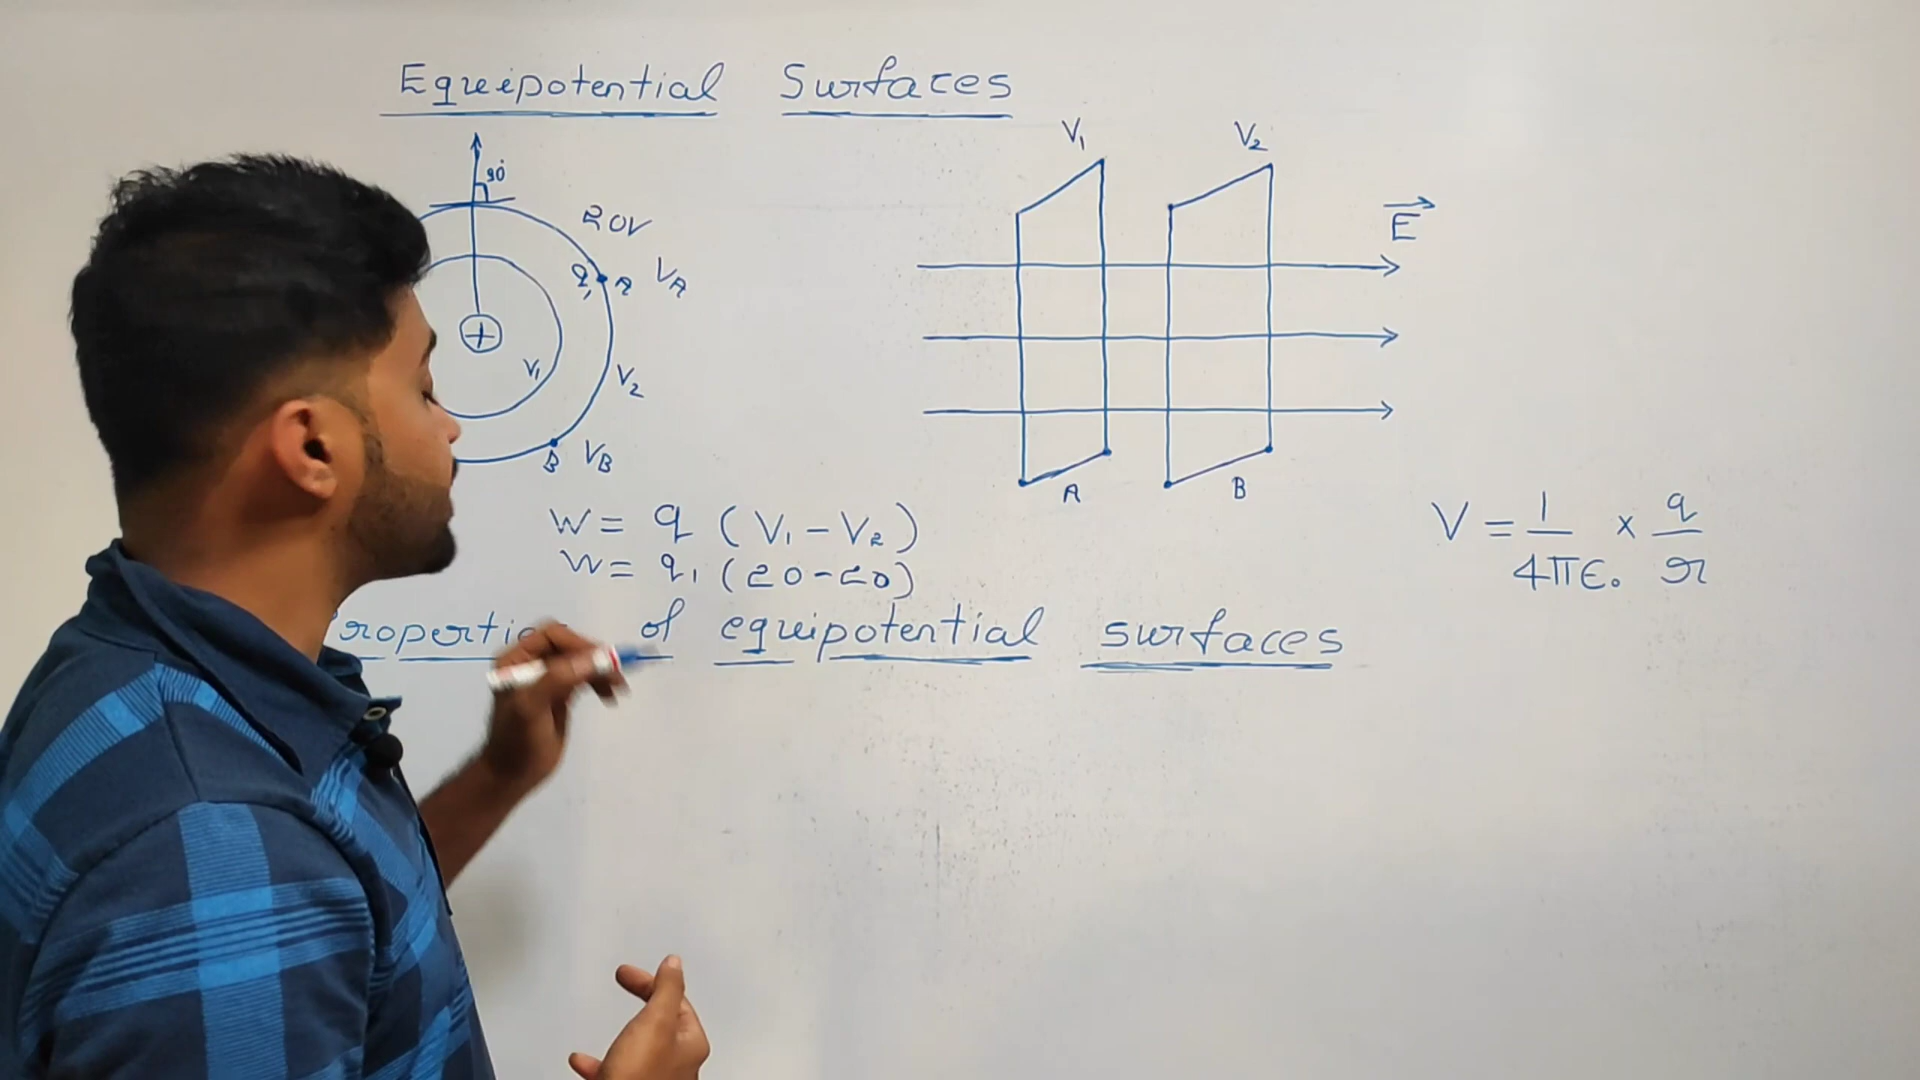 Equipotential Surfaces
90°
20V
q₁ A V_A
+
V₁
V₂
B V_B
V₁ V₂
E
A B
W = q (V₁ - V₂)
W = q₁ (20-20)
V = 1/4πε₀ × q/r
of equipotential surfaces